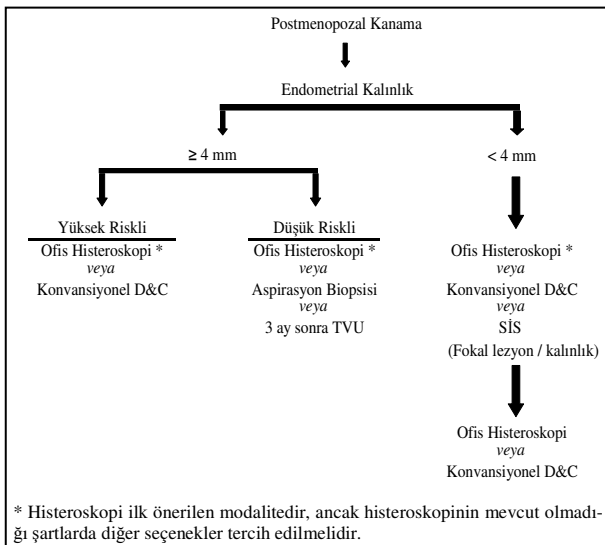 Postmenopozal Kanama
Endometrial Kalınlık
≥ 4 mm
< 4 mm
Yüksek Riskli
Ofis Histeroskopi *
veya
Konvansiyonel D&C
Düşük Riskli
Ofis Histeroskopi *
veya
Aspirasyon Biopsisi
veya
3 ay sonra TVU
Ofis Histeroskopi *
veya
Konvansiyonel D&C
veya
SİS
(Fokal lezyon / kalınlık)
Ofis Histeroskopi
veya
Konvansiyonel D&C
* Histeroskopi ilk önerilen modalitedir, ancak histeroskopinin mevcut olmadı-
ğı şartlarda diğer seçenekler tercih edilmelidir.